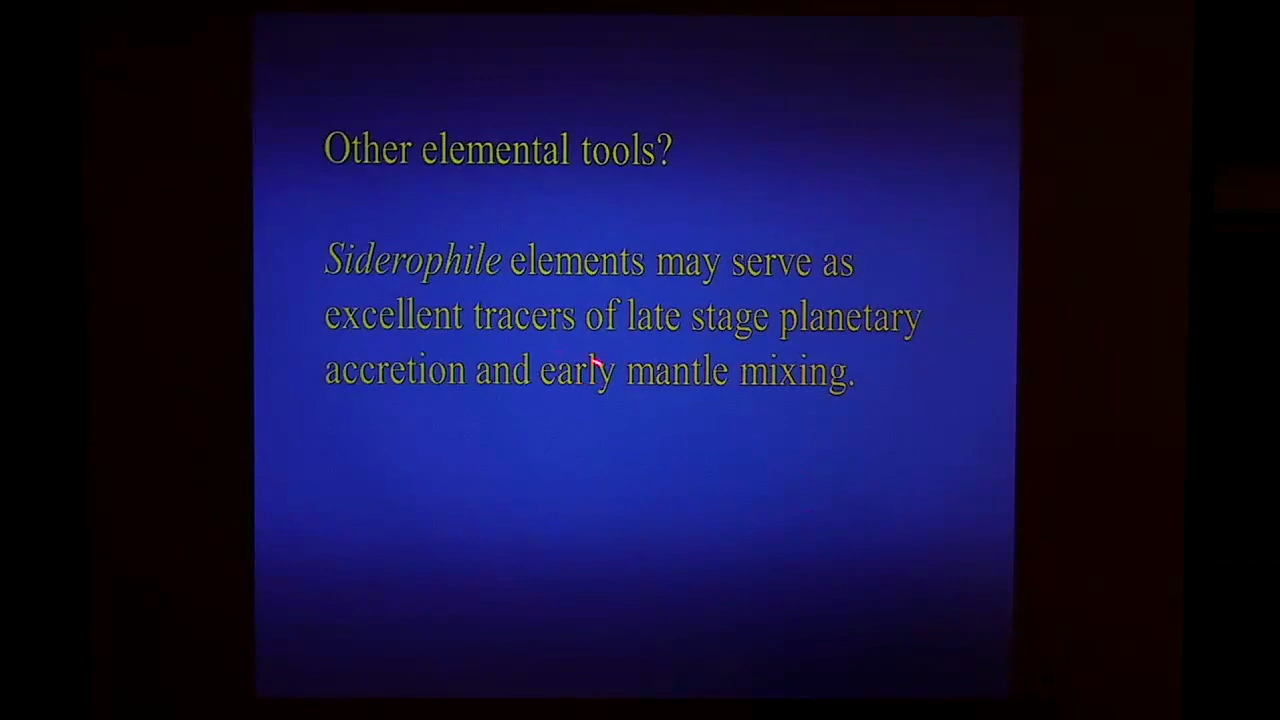 Other elemental tools?
Siderophile elements may serve as
excellent tracers of late stage planetary
accretion and early mantle mixing.